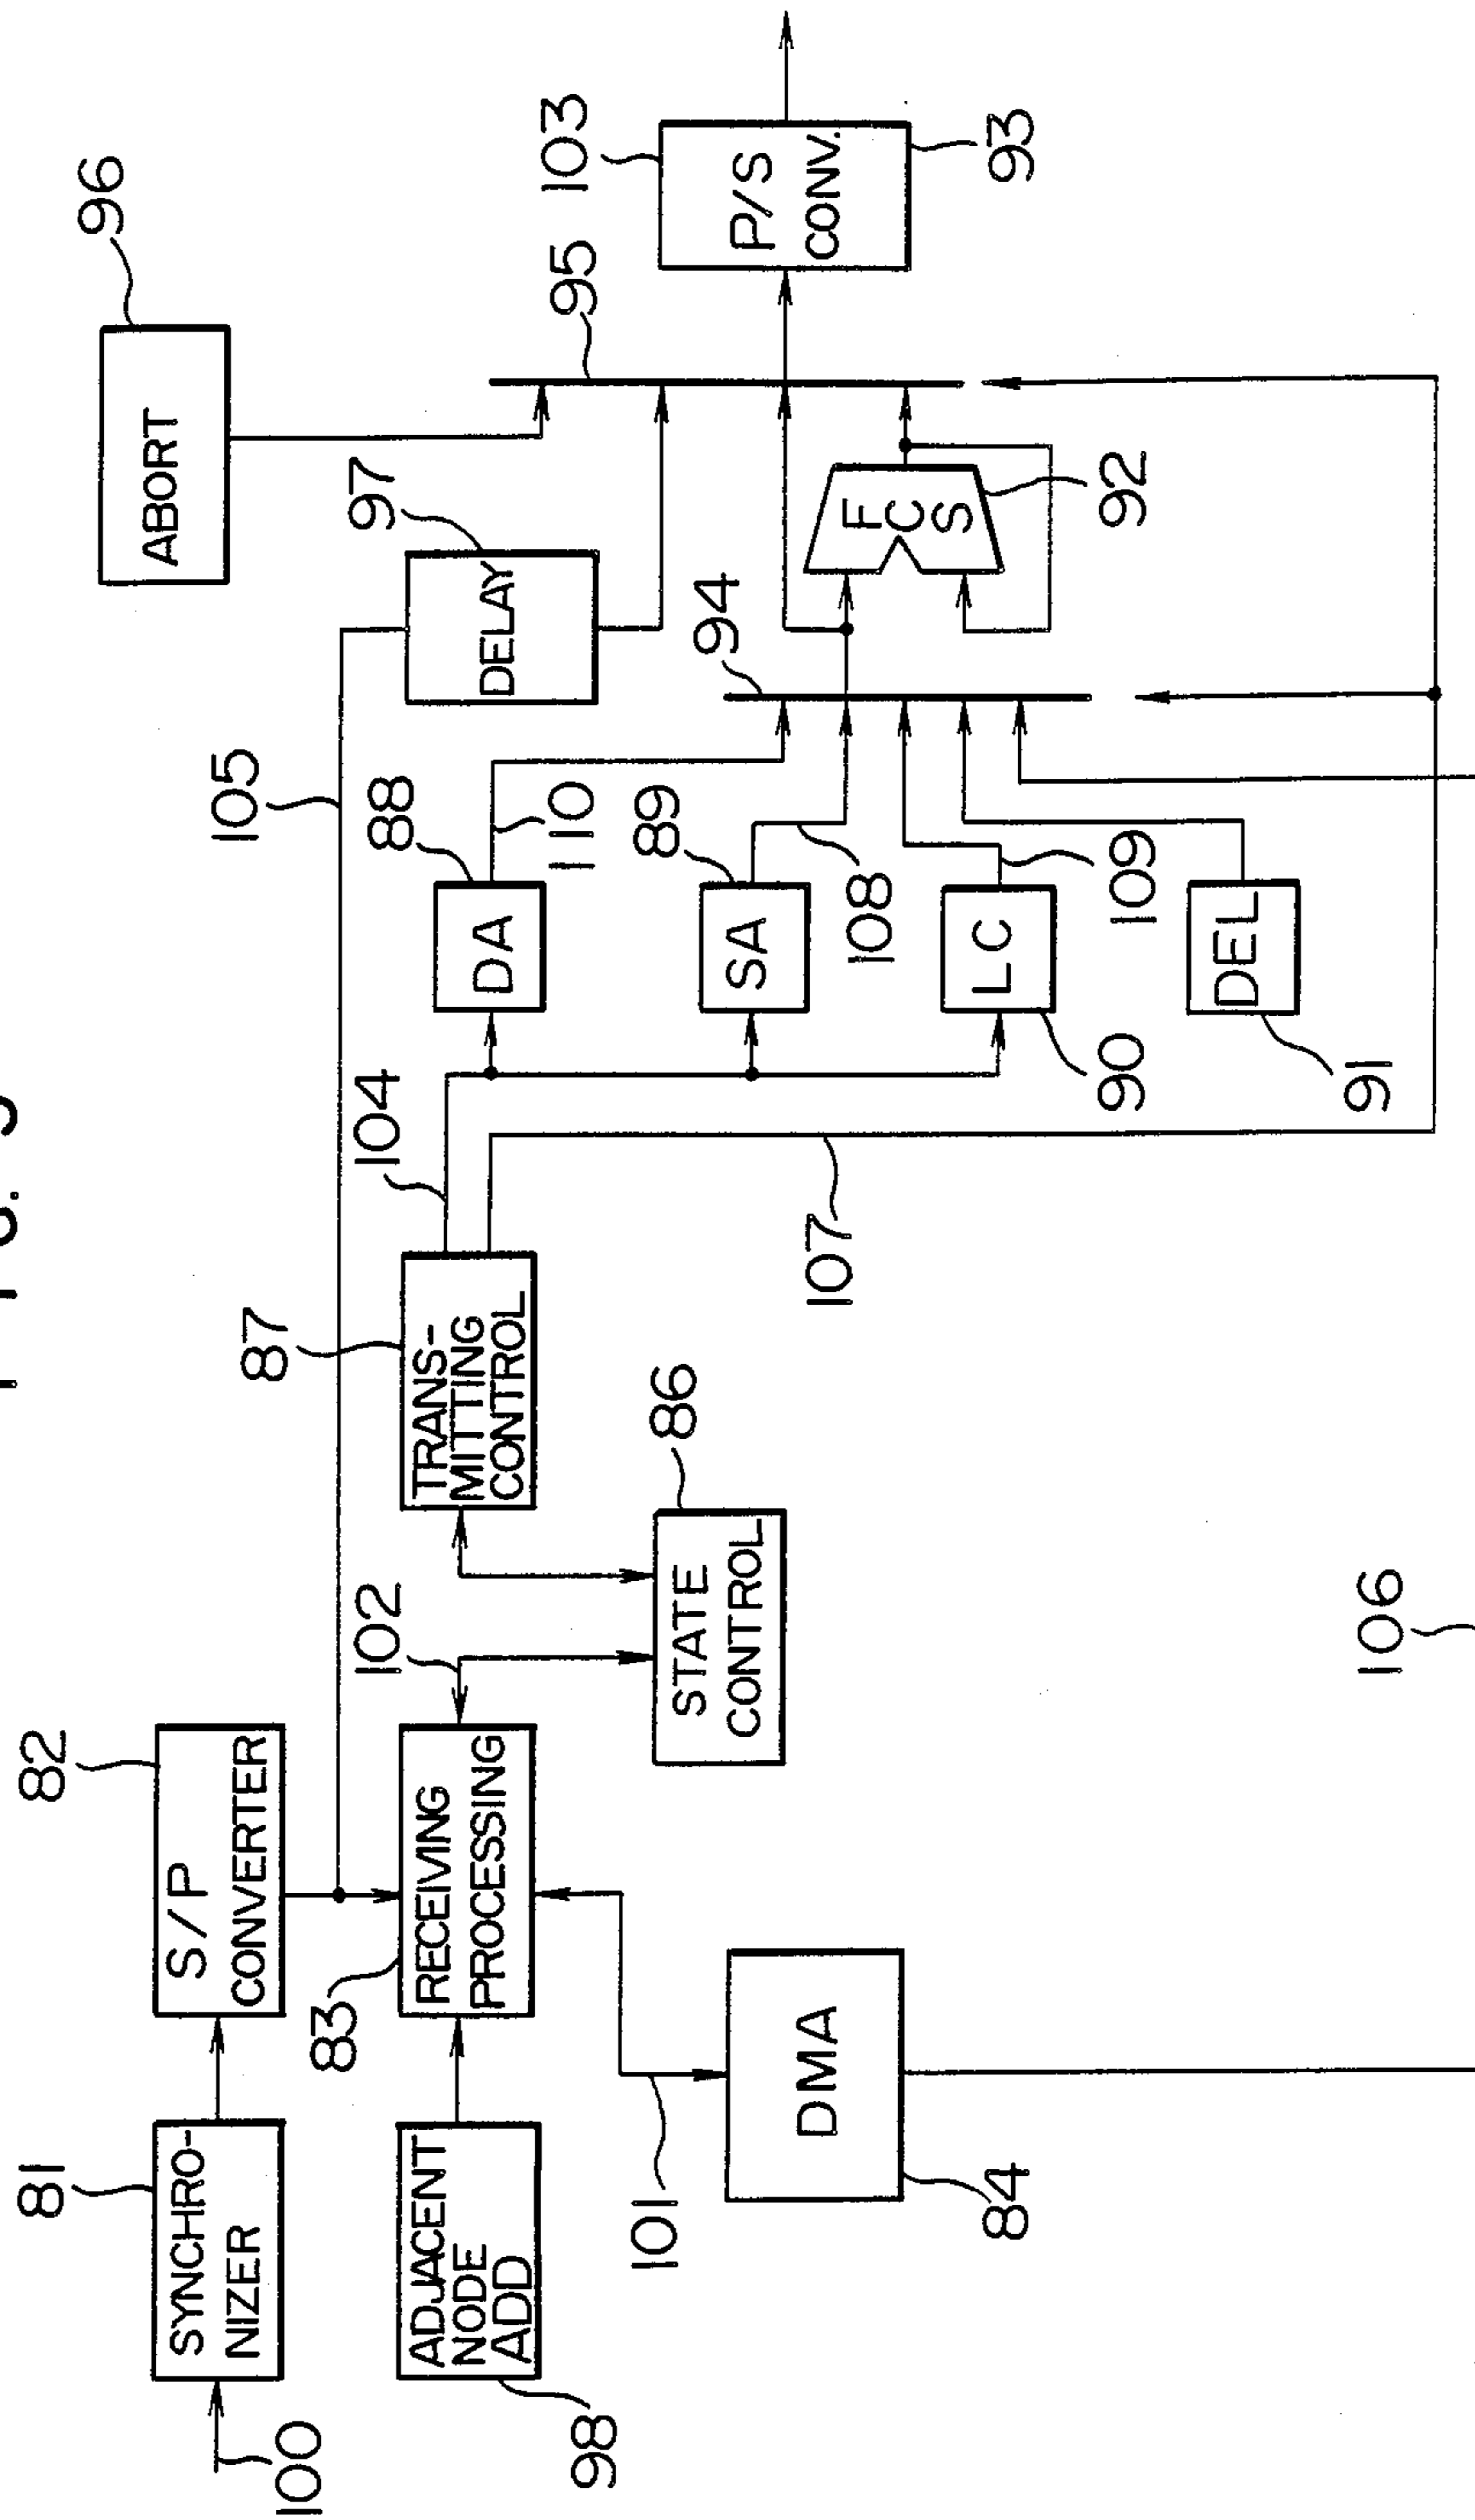 81
82
96
SYNCHRO-
NIZER
S/P
CONVERTER
ABORT
100
83
87
105
97
102
104
88
ADJACENT
NODE
ADD
RECEIVING
PROCESSING
TRANS-
MITTING
CONTROL
DA
DELAY
98
110
95
103
101
86
89
94
STATE
CONTROL
SA
P/S
CONV.
DMA
107
108
FCS
84
LC
93
90
109
92
DEL
106
91